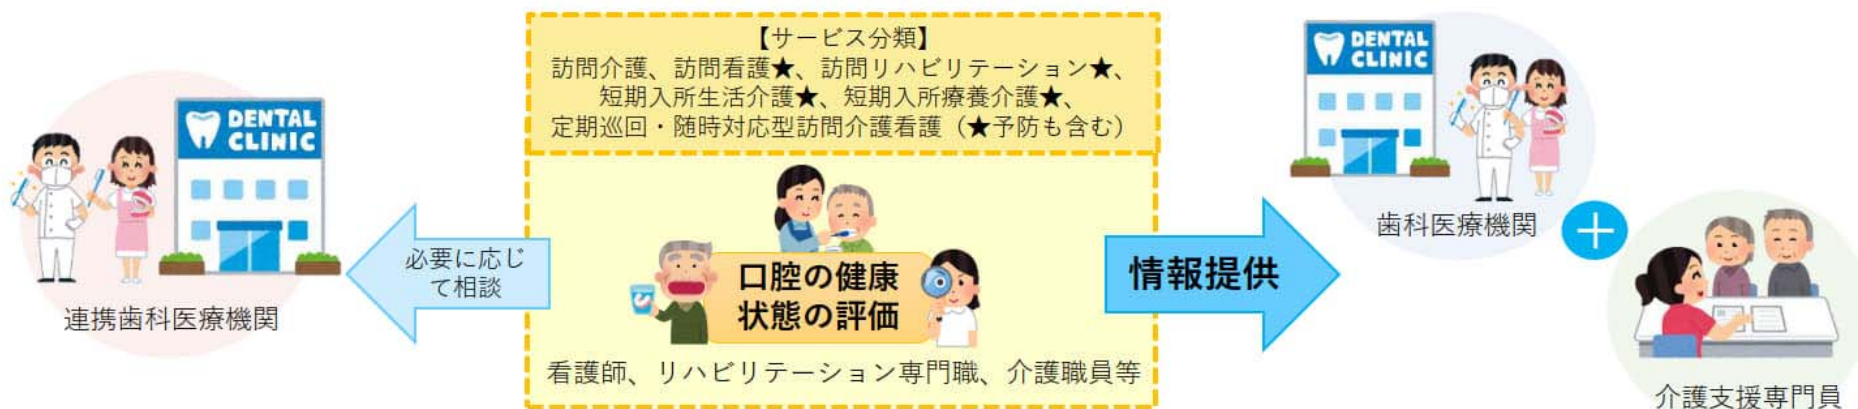 【サービス分類】
訪問介護、訪問看護★、訪問リハビリテーション★、
短期入所生活介護★、短期入所療養介護★、
定期巡回・随時対応型訪問介護看護（★予防も含む）
DENTAL
CLINIC
連携歯科医療機関
必要に応じ
て相談
口腔の健康
状態の評価
看護師、リハビリテーション専門職、介護職員等
情報提供
DENTAL
CLINIC
歯科医療機関
+
介護支援専門員